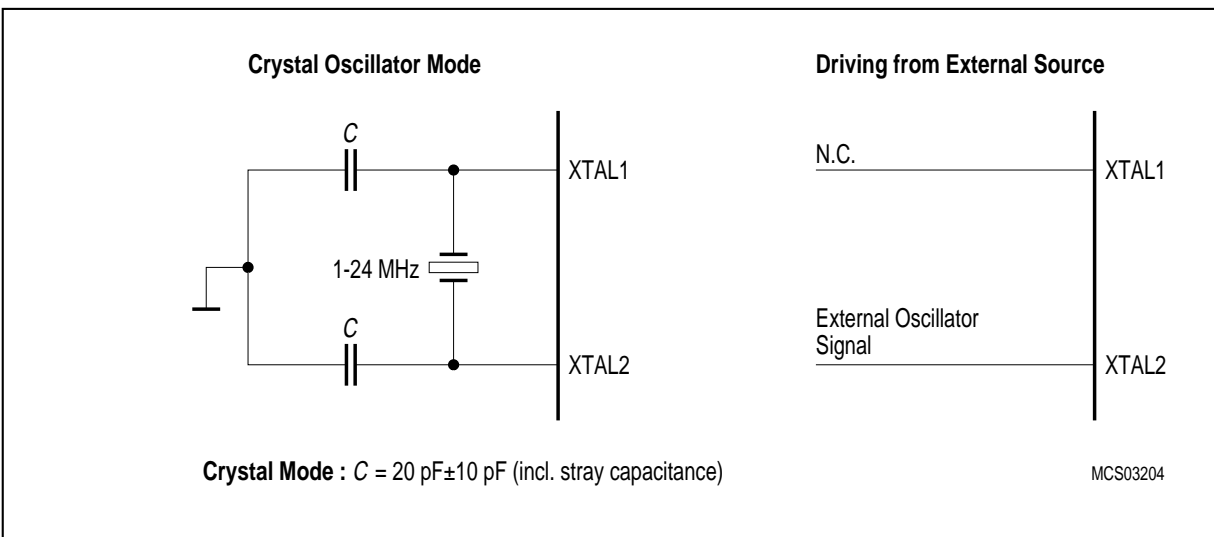 Crystal Oscillator Mode
C
XTAL1
1-24 MHz
C
XTAL2
Driving from External Source
N.C.
XTAL1
External Oscillator
Signal
XTAL2
Crystal Mode : C = 20 pF±10 pF (incl. stray capacitance)
MCS03204